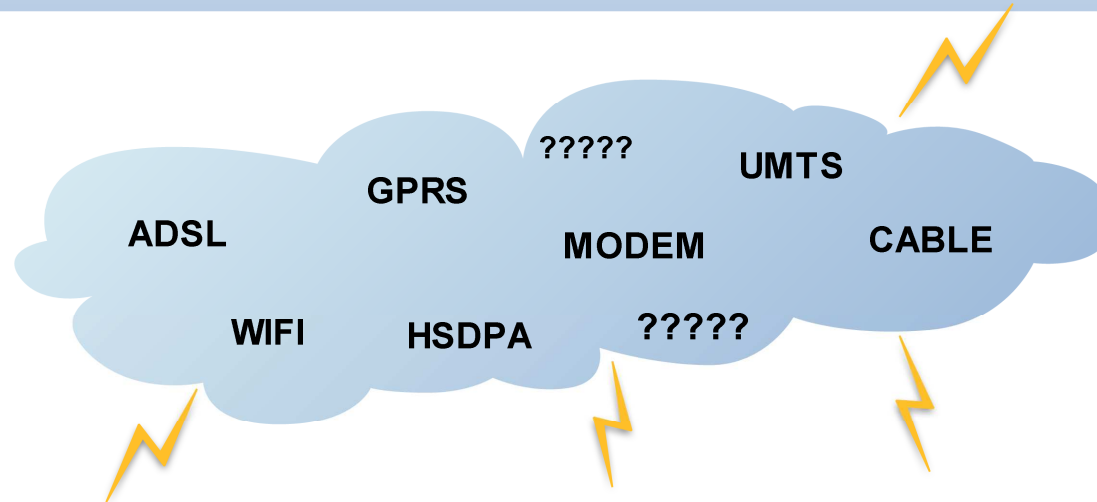 ?????
UMTS
GPRS
ADSL
MODEM
CABLE
WIFI
HSDPA
?????